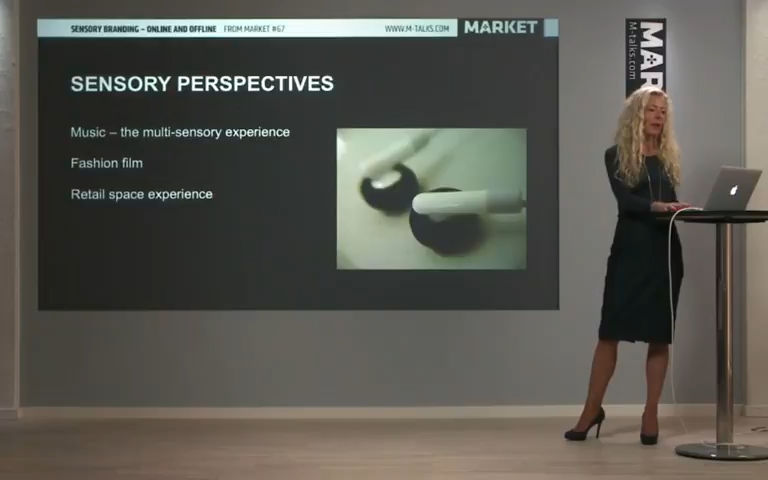 SENSORY BRANDING – ONLINE AND OFFLINE FROM MARKET #67 WWW.M-TALKS.COM MARKET
SENSORY PERSPECTIVES
Music – the multi-sensory experience
Fashion film
Retail space experience
MAR
M-talks.com